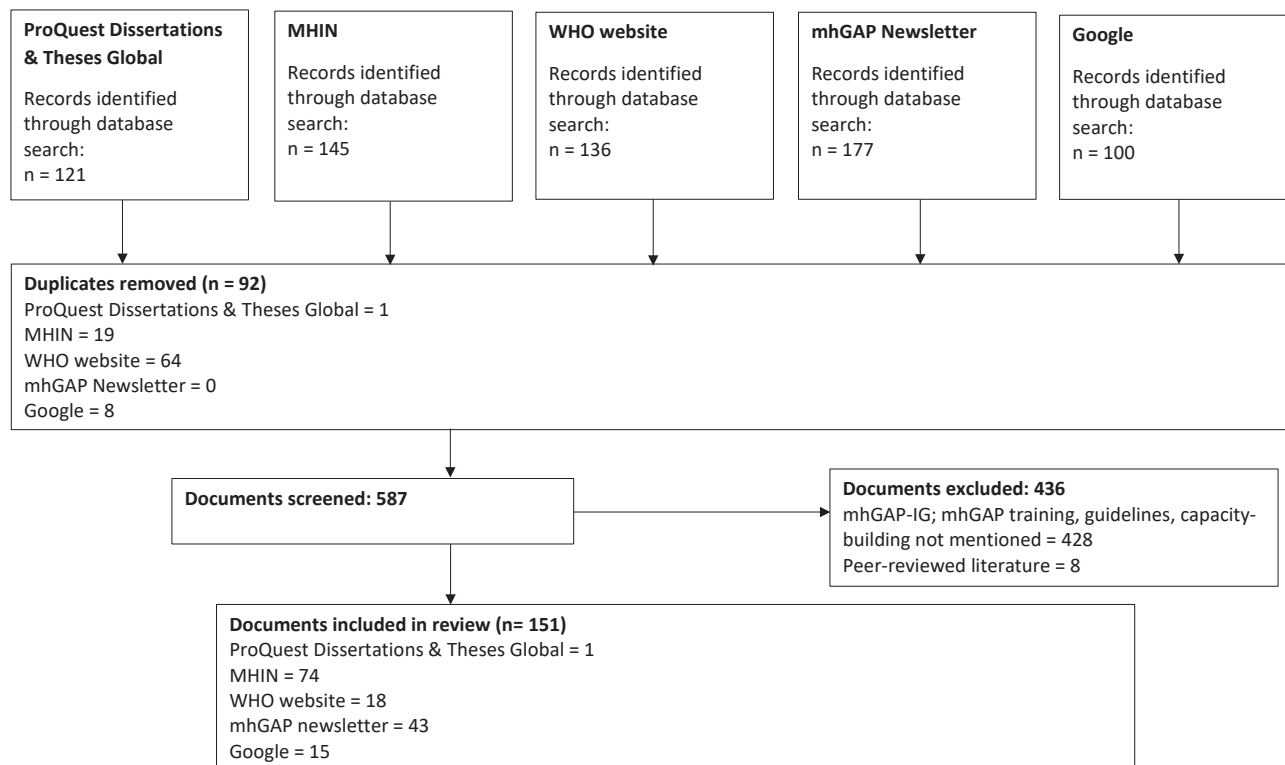 ProQuest Dissertations
& Theses Global
Records identified
through database
search:
n = 121
MHIN
Records identified
through database
search:
n = 145
WHO website
Records identified
through database
search:
n = 136
mhGAP Newsletter
Records identified
through database
search:
n = 177
Google
Records identified
through database
search:
n = 100
Duplicates removed (n = 92)
ProQuest Dissertations & Theses Global = 1
MHIN = 19
WHO website = 64
mhGAP Newsletter = 0
Google = 8
Documents screened: 587
Documents excluded: 436
mhGAP-IG; mhGAP training, guidelines, capacity-
building not mentioned = 428
Peer-reviewed literature = 8
Documents included in review (n= 151)
ProQuest Dissertations & Theses Global = 1
MHIN = 74
WHO website = 18
mhGAP newsletter = 43
Google = 15